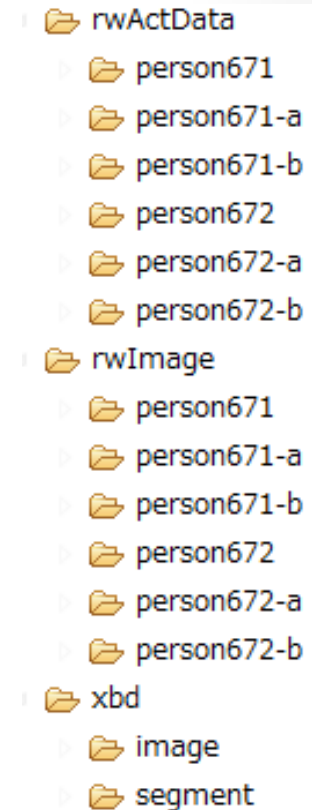 rwActData
person671
person671-a
person671-b
person672
person672-a
person672-b
rwImage
person671
person671-a
person671-b
person672
person672-a
person672-b
xbd
image
segment